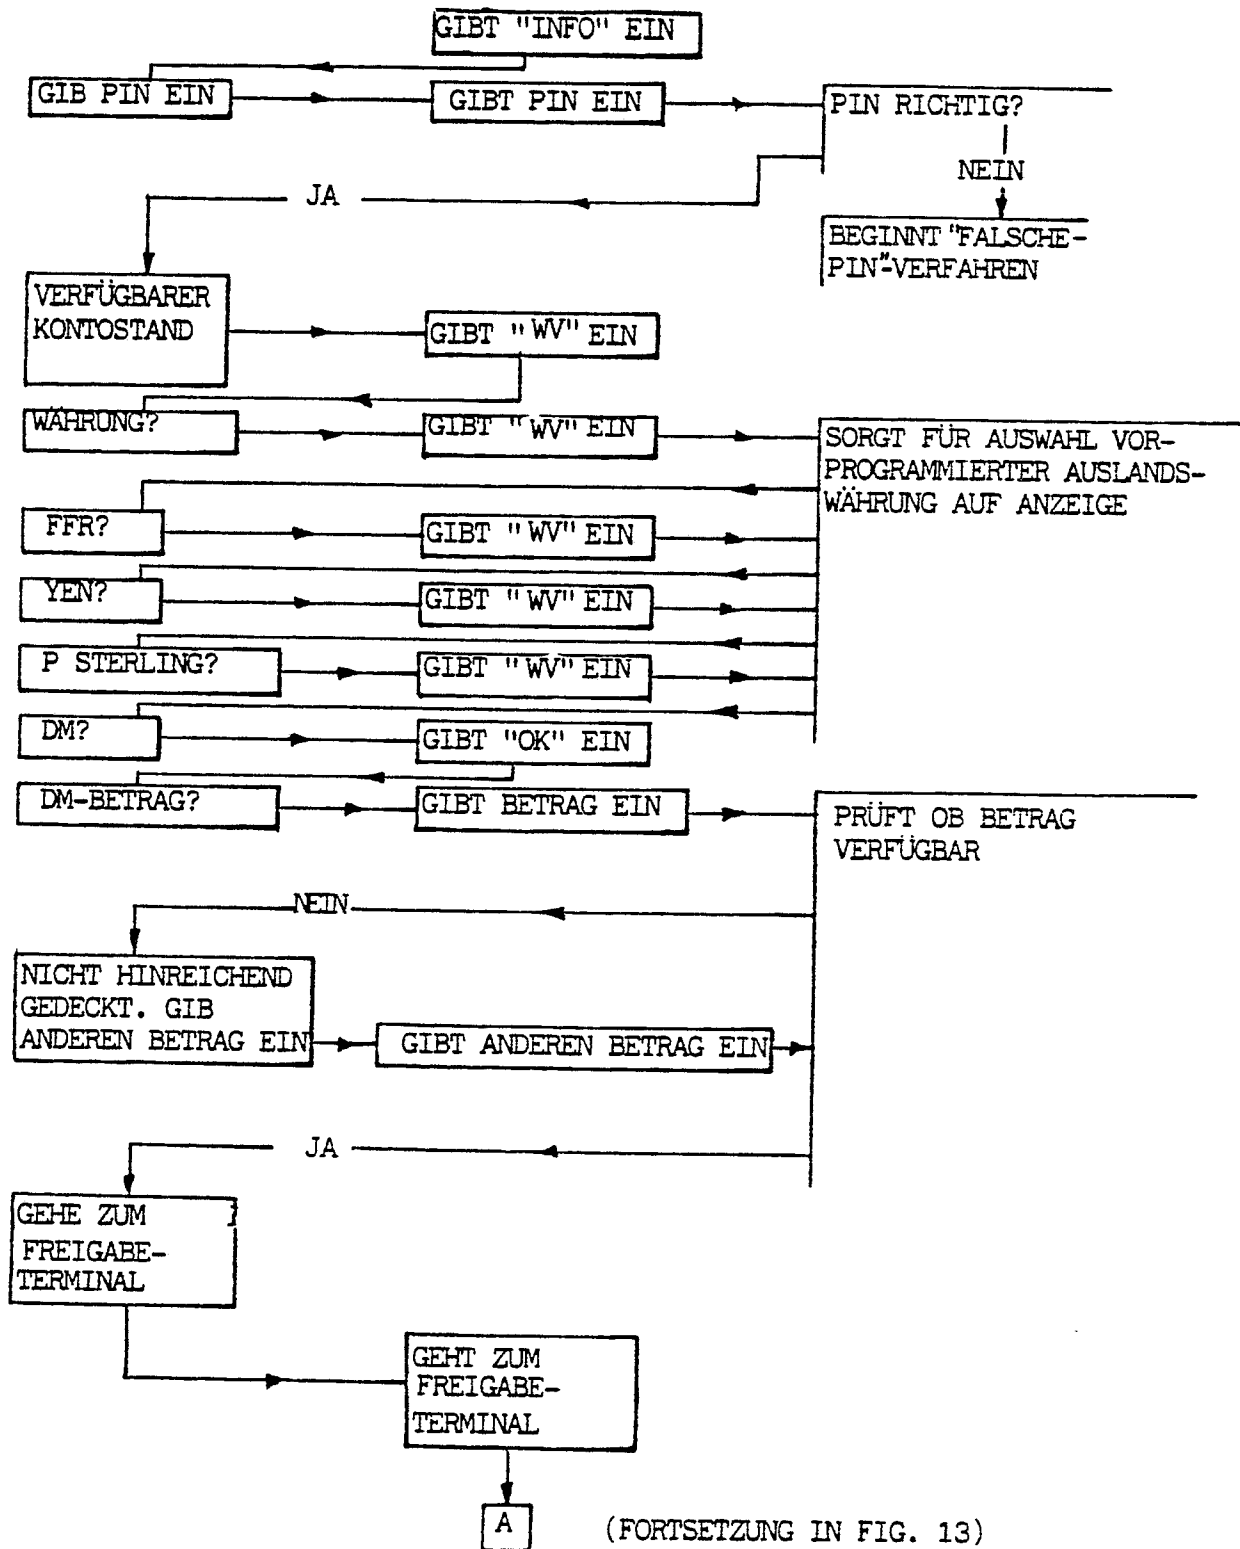 GIBT "INFO" EIN
GIB PIN EIN
GIBT PIN EIN
PIN RICHTIG?
NEIN
JA
BEGINNT "FALSCHE-
PIN"-VERFAHREN
VERFÜGBARER
KONTOSTAND
GIBT "WV" EIN
WÄHRUNG?
GIBT "WV" EIN
SORGT FÜR AUSWAHL VOR-
PROGRAMMIERTER AUSLANDS-
WÄHRUNG AUF ANZEIGE
FFR?
GIBT "WV" EIN
YEN?
GIBT "WV" EIN
P STERLING?
GIBT "WV" EIN
DM?
GIBT "OK" EIN
DM-BETRAG?
GIBT BETRAG EIN
PRÜFT OB BETRAG
VERFÜGBAR
NEIN
NICHT HINREICHEND
GEDECKT. GIB
ANDEREN BETRAG EIN
GIBT ANDEREN BETRAG EIN
JA
GEHE ZUM
FREIGABE-
TERMINAL
GEHT ZUM
FREIGABE-
TERMINAL
A
(FORTSETZUNG IN FIG. 13)